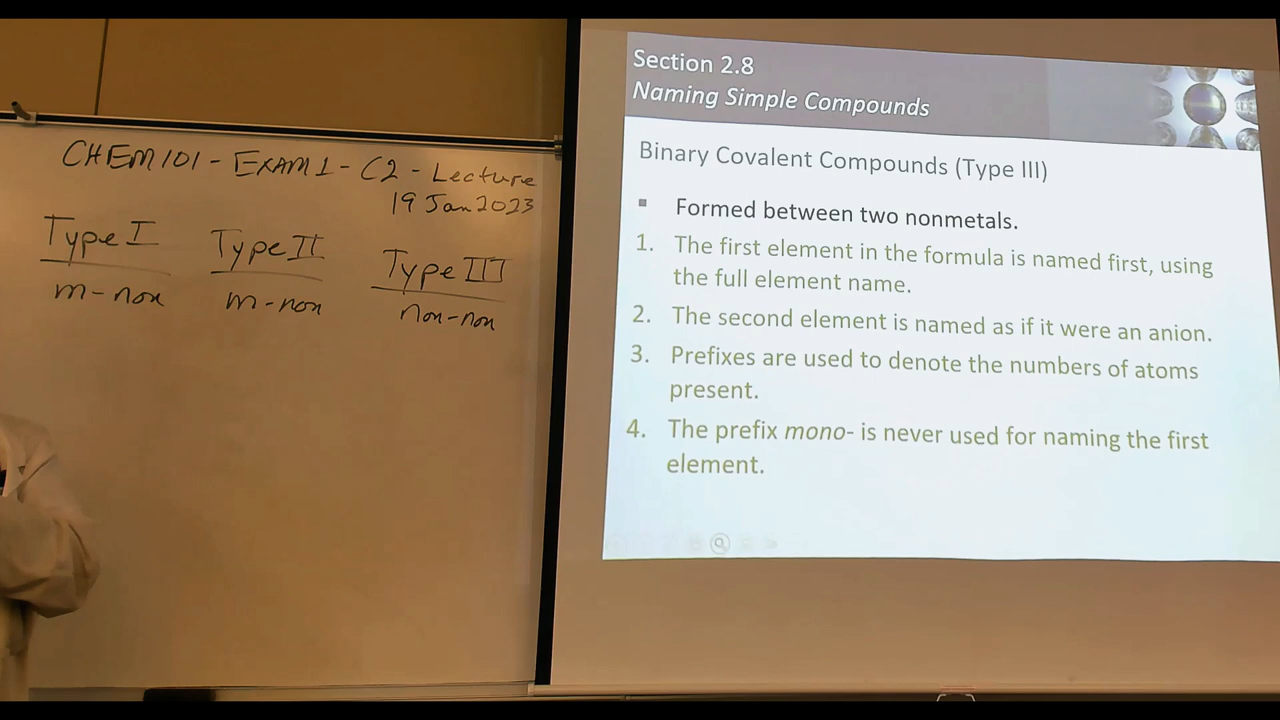 CHEM 101 - EXAM 1 - C2 - Lecture
19 Jan 2023
Type I Type II Type III
m-non m-non non-non
Section 2.8
Naming Simple Compounds
Binary Covalent Compounds (Type III)
▪ Formed between two nonmetals.
1. The first element in the formula is named first, using
the full element name.
2. The second element is named as if it were an anion.
3. Prefixes are used to denote the numbers of atoms
present.
4. The prefix mono- is never used for naming the first
element.